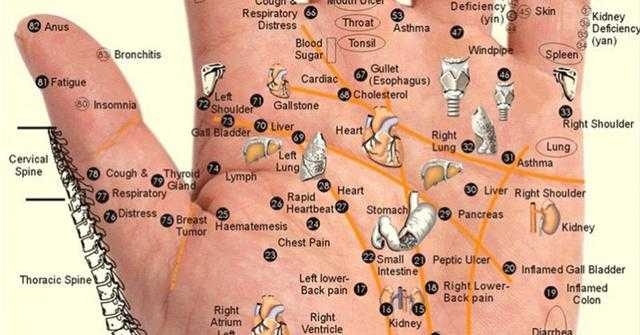 Cough &
Respiratory
Distress
66
Mouth Ulcer
Throat
Tonsil
53
Asthma
Deficiency
(yin)
47
45
Skin
Kidney
Deficiency
(yan)
82 Anus
83 Bronchitis
Blood
Sugar
Windpipe
Spleen
81 Fatigue
Cardiac
67
Gullet
(Esophagus)
46
80 Insomnia
72
Left
Shoulder
71
Gallstone
68 Cholesterol
33
Right Shoulder
73
Gall Bladder
70 Liver
69
Heart
Right
Lung
32
Lung
31
Asthma
Cervical
Spine
78 Cough &
79
Thyroid
Gland
74 Lymph
Left
Lung
28
Heart
30 Liver
Right Shoulder
77 Respiratory
76 Distress
75 Breast
Tumor
25
Haematemesis
26
Rapid
Heartbeat
27
24
Stomach
29 Pancreas
Kidney
Chest Pain
23
22 Small
Intestine
21
Peptic Ulcer
20 Inflamed Gall Bladder
Thoracic Spine
Left lower-
Back pain
17
18
Right Lower-
Back pain
19
Inflamed
Colon
Right
Atrium
Left
Right
Ventricle
16
15
Kidney
Diarrhea